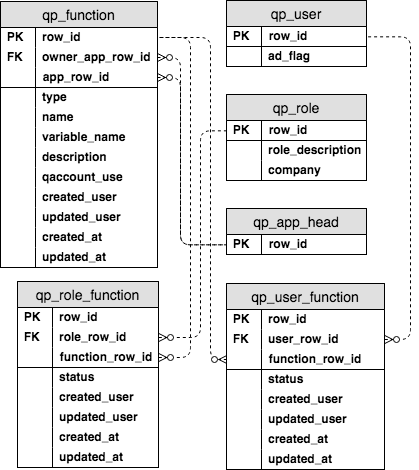 qp_function
PK row_id
FK owner_app_row_id
app_row_id
type
name
variable_name
description
qaccount_use
created_user
updated_user
created_at
updated_at
qp_user
PK row_id
ad_flag
qp_role
PK row_id
role_description
company
qp_app_head
PK row_id
qp_role_function
PK row_id
FK role_row_id
function_row_id
status
created_user
updated_user
created_at
updated_at
qp_user_function
PK row_id
FK user_row_id
function_row_id
status
created_user
updated_user
created_at
updated_at